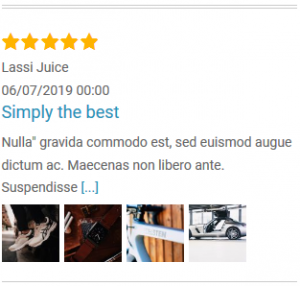 Lassi Juice
06/07/2019 00:00
Simply the best
Nulla" gravida commodo est, sed euismod augue
dictum ac. Maecenas non libero ante.
Suspendisse [...]